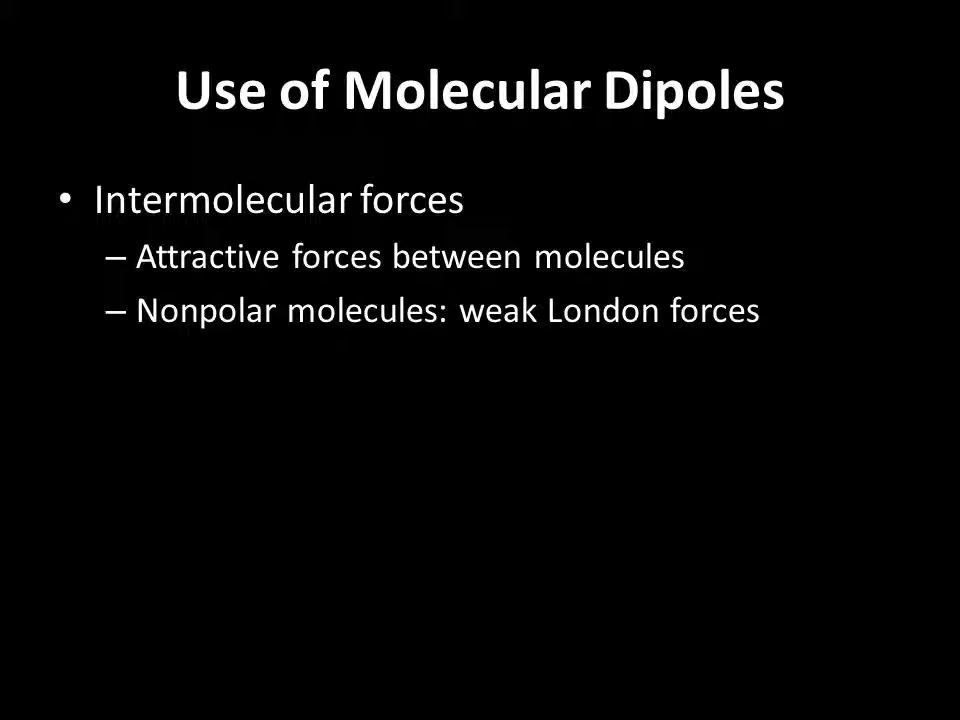 Use of Molecular Dipoles
• Intermolecular forces
– Attractive forces between molecules
– Nonpolar molecules: weak London forces